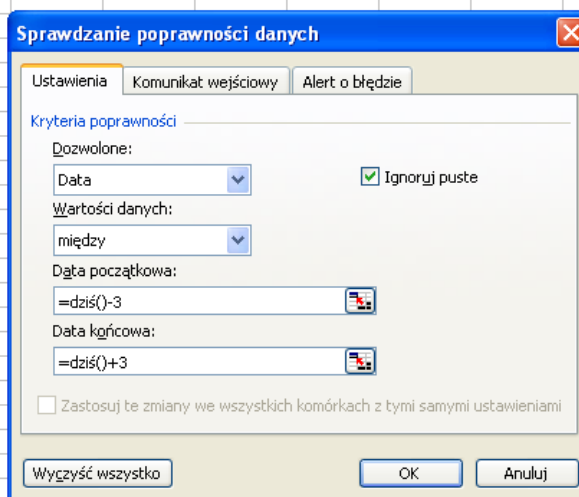 Sprawdzanie poprawności danych
Ustawienia Komunikat wejściowy Alert o błędzie
Kryteria poprawności
Dozwolone:
Data Ignoruj puste
Wartości danych:
między
Data początkowa:
=dziś()-3
Data końcowa:
=dziś()+3
Zastosuj te zmiany we wszystkich komórkach z tymi samymi ustawieniami
Wyczyść wszystko OK Anuluj